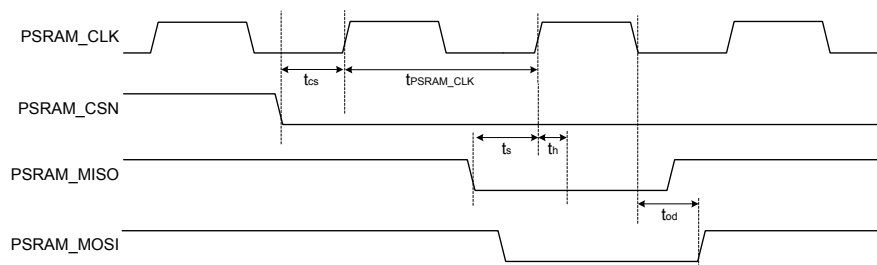 PSRAM_CLK
tcs
tPSRAM_CLK
PSRAM_CSN
ts
th
PSRAM_MISO
tod
PSRAM_MOSI